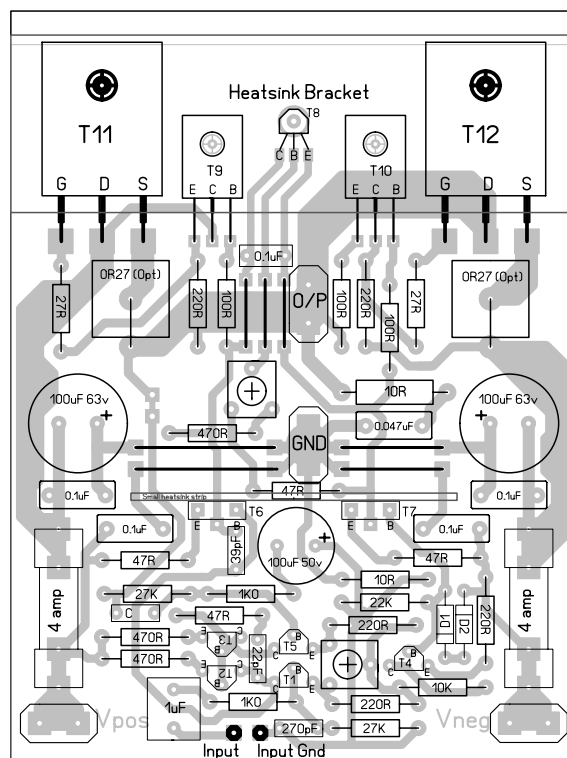 Heatsink Bracket
T8
T11
T9
T10
T12
C B E
G D S
E C B
E C B
G D S
0.1uF
0R27 (Opt)
0R27 (Opt)
27R
220R
100R
O/P
100R
220R
100R
27R
10R
100uF 63v
+
100uF 63v
+
470R
GND
0.047uF
47R
0.1uF
0.1uF
Small heatsink strip
T6
T7
E B
E B
0.1uF
39pF
100uF 50v
+
0.1uF
47R
47R
10R
27K
1K0
22K
C
47R
220R
D1
D2
220R
4 amp
4 amp
470R
T3
22pF
T5
T4
470R
T2
T1
10K
C
E
C
E
B
C
E
B
C
E
B
C
E
1uF
1K0
220R
Vpos
270pF
27K
Vneg
Input
Input Gnd